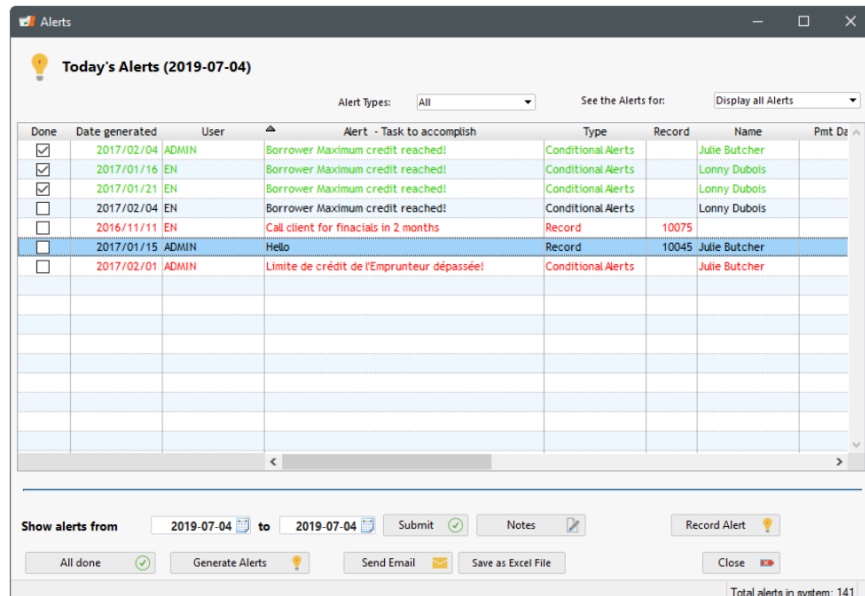 Alerts
Today's Alerts (2019-07-04)
Alert Types: All See the Alerts for: Display all Alerts
Done Date generated User Alert - Task to accomplish Type Record Name Pmt Da
2017/02/04 ADMIN Borrower Maximum credit reached! Conditional Alerts Julie Butcher
2017/01/16 EN Borrower Maximum credit reached! Conditional Alerts Lonny Dubois
2017/01/21 EN Borrower Maximum credit reached! Conditional Alerts Lonny Dubois
2017/02/04 EN Borrower Maximum credit reached! Conditional Alerts Lonny Dubois
2016/11/11 EN Call client for finacials in 2 months Record 10075
2017/01/15 ADMIN Hello Record 10045 Julie Butcher
2017/02/01 ADMIN Limite de crédit de l'Emprunteur dépassée! Conditional Alerts Julie Butcher
Show alerts from 2019-07-04 to 2019-07-04 Submit Notes Record Alert
All done Generate Alerts Send Email Save as Excel File Close
Total alerts in system: 141